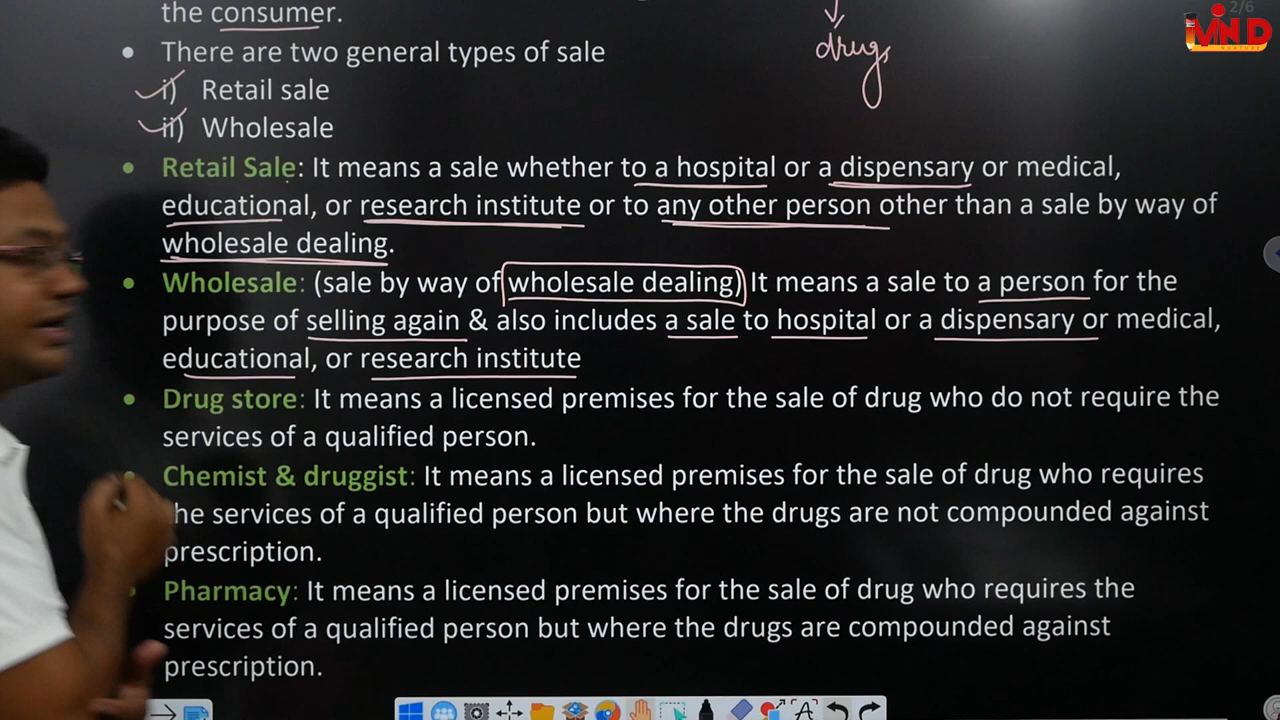 the consumer.
2/6
MIND
• There are two general types of sale
drugs
i) Retail sale
ii) Wholesale
• Retail Sale: It means a sale whether to a hospital or a dispensary or medical,
educational, or research institute or to any other person other than a sale by way of
wholesale dealing.
• Wholesale: (sale by way of wholesale dealing) It means a sale to a person for the
purpose of selling again & also includes a sale to hospital or a dispensary or medical,
educational, or research institute
• Drug store: It means a licensed premises for the sale of drug who do not require the
services of a qualified person.
• Chemist & druggist: It means a licensed premises for the sale of drug who requires
the services of a qualified person but where the drugs are not compounded against
prescription.
• Pharmacy: It means a licensed premises for the sale of drug who requires the
services of a qualified person but where the drugs are compounded against
prescription.